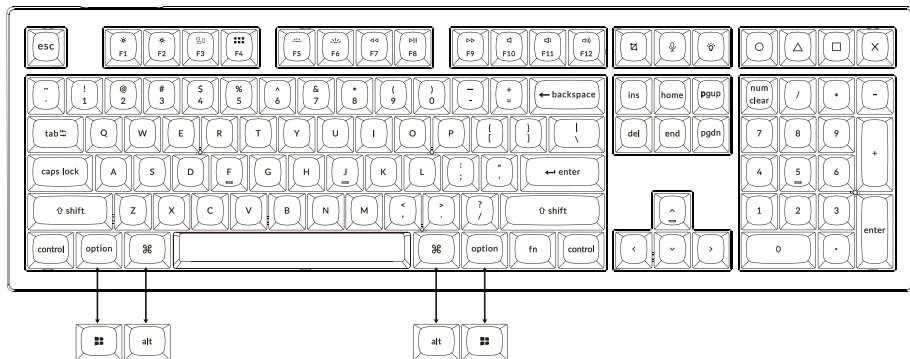 esc F1 F2 F3 F4 F5 F6 F7 F8 F9 F10 F11 F12
~ ! @ # $ % ^ & * ( ) — +
` 1 2 3 4 5 6 7 8 9 0 - = ← backspace ins home pgup num clear / * -
tab Q W E R T Y U I O P { [ } ] | \ del end pgdn 7 8 9 +
caps lock A S D F G H J K L : ; " ' ↵ enter 4 5 6
⇧ shift Z X C V B N M < , > . ? / ⇧ shift 1 2 3 enter
control option ⌘ ⌘ option fn control 0 .
alt alt